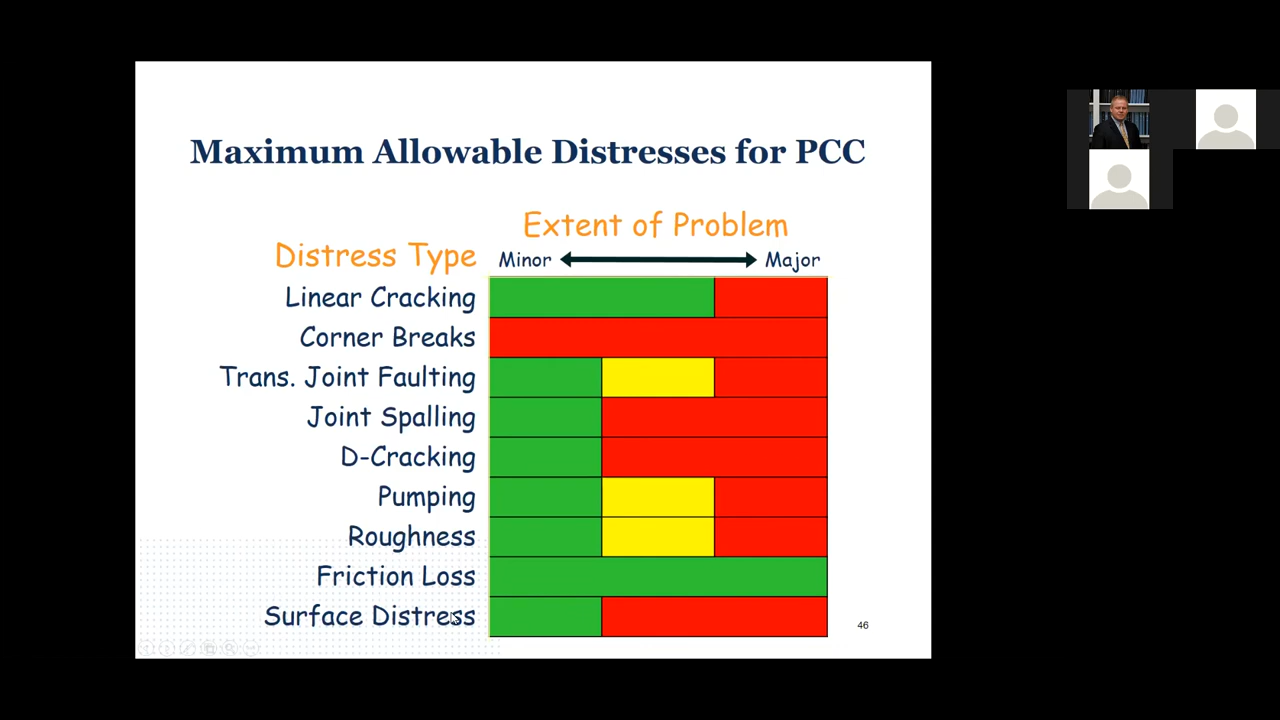 Maximum Allowable Distresses for PCC
Extent of Problem
Distress Type
Minor
Major
Linear Cracking
Corner Breaks
Trans. Joint Faulting
Joint Spalling
D-Cracking
Pumping
Roughness
Friction Loss
Surface Distress
46